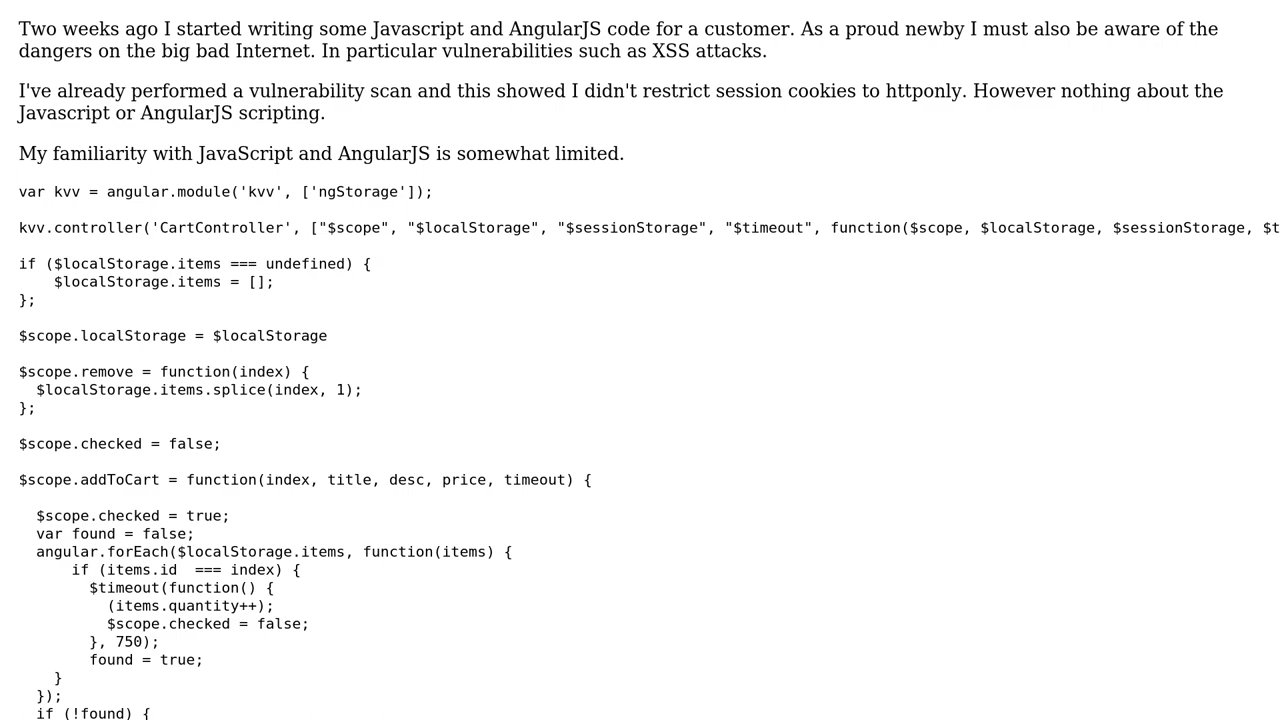 Two weeks ago I started writing some Javascript and AngularJS code for a customer. As a proud newby I must also be aware of the
dangers on the big bad Internet. In particular vulnerabilities such as XSS attacks.
I've already performed a vulnerability scan and this showed I didn't restrict session cookies to httponly. However nothing about the
Javascript or AngularJS scripting.
My familiarity with JavaScript and AngularJS is somewhat limited.
var kvv = angular.module('kvv', ['ngStorage']);
kvv.controller('CartController', ["$scope", "$localStorage", "$sessionStorage", "$timeout", function($scope, $localStorage, $sessionStorage, $t
if ($localStorage.items === undefined) {
    $localStorage.items = [];
};
$scope.localStorage = $localStorage
$scope.remove = function(index) {
  $localStorage.items.splice(index, 1);
};
$scope.checked = false;
$scope.addToCart = function(index, title, desc, price, timeout) {
  $scope.checked = true;
  var found = false;
  angular.forEach($localStorage.items, function(items) {
      if (items.id  === index) {
        $timeout(function() {
          (items.quantity++);
          $scope.checked = false;
        }, 750);
        found = true;
    }
  });
  if (!found) {